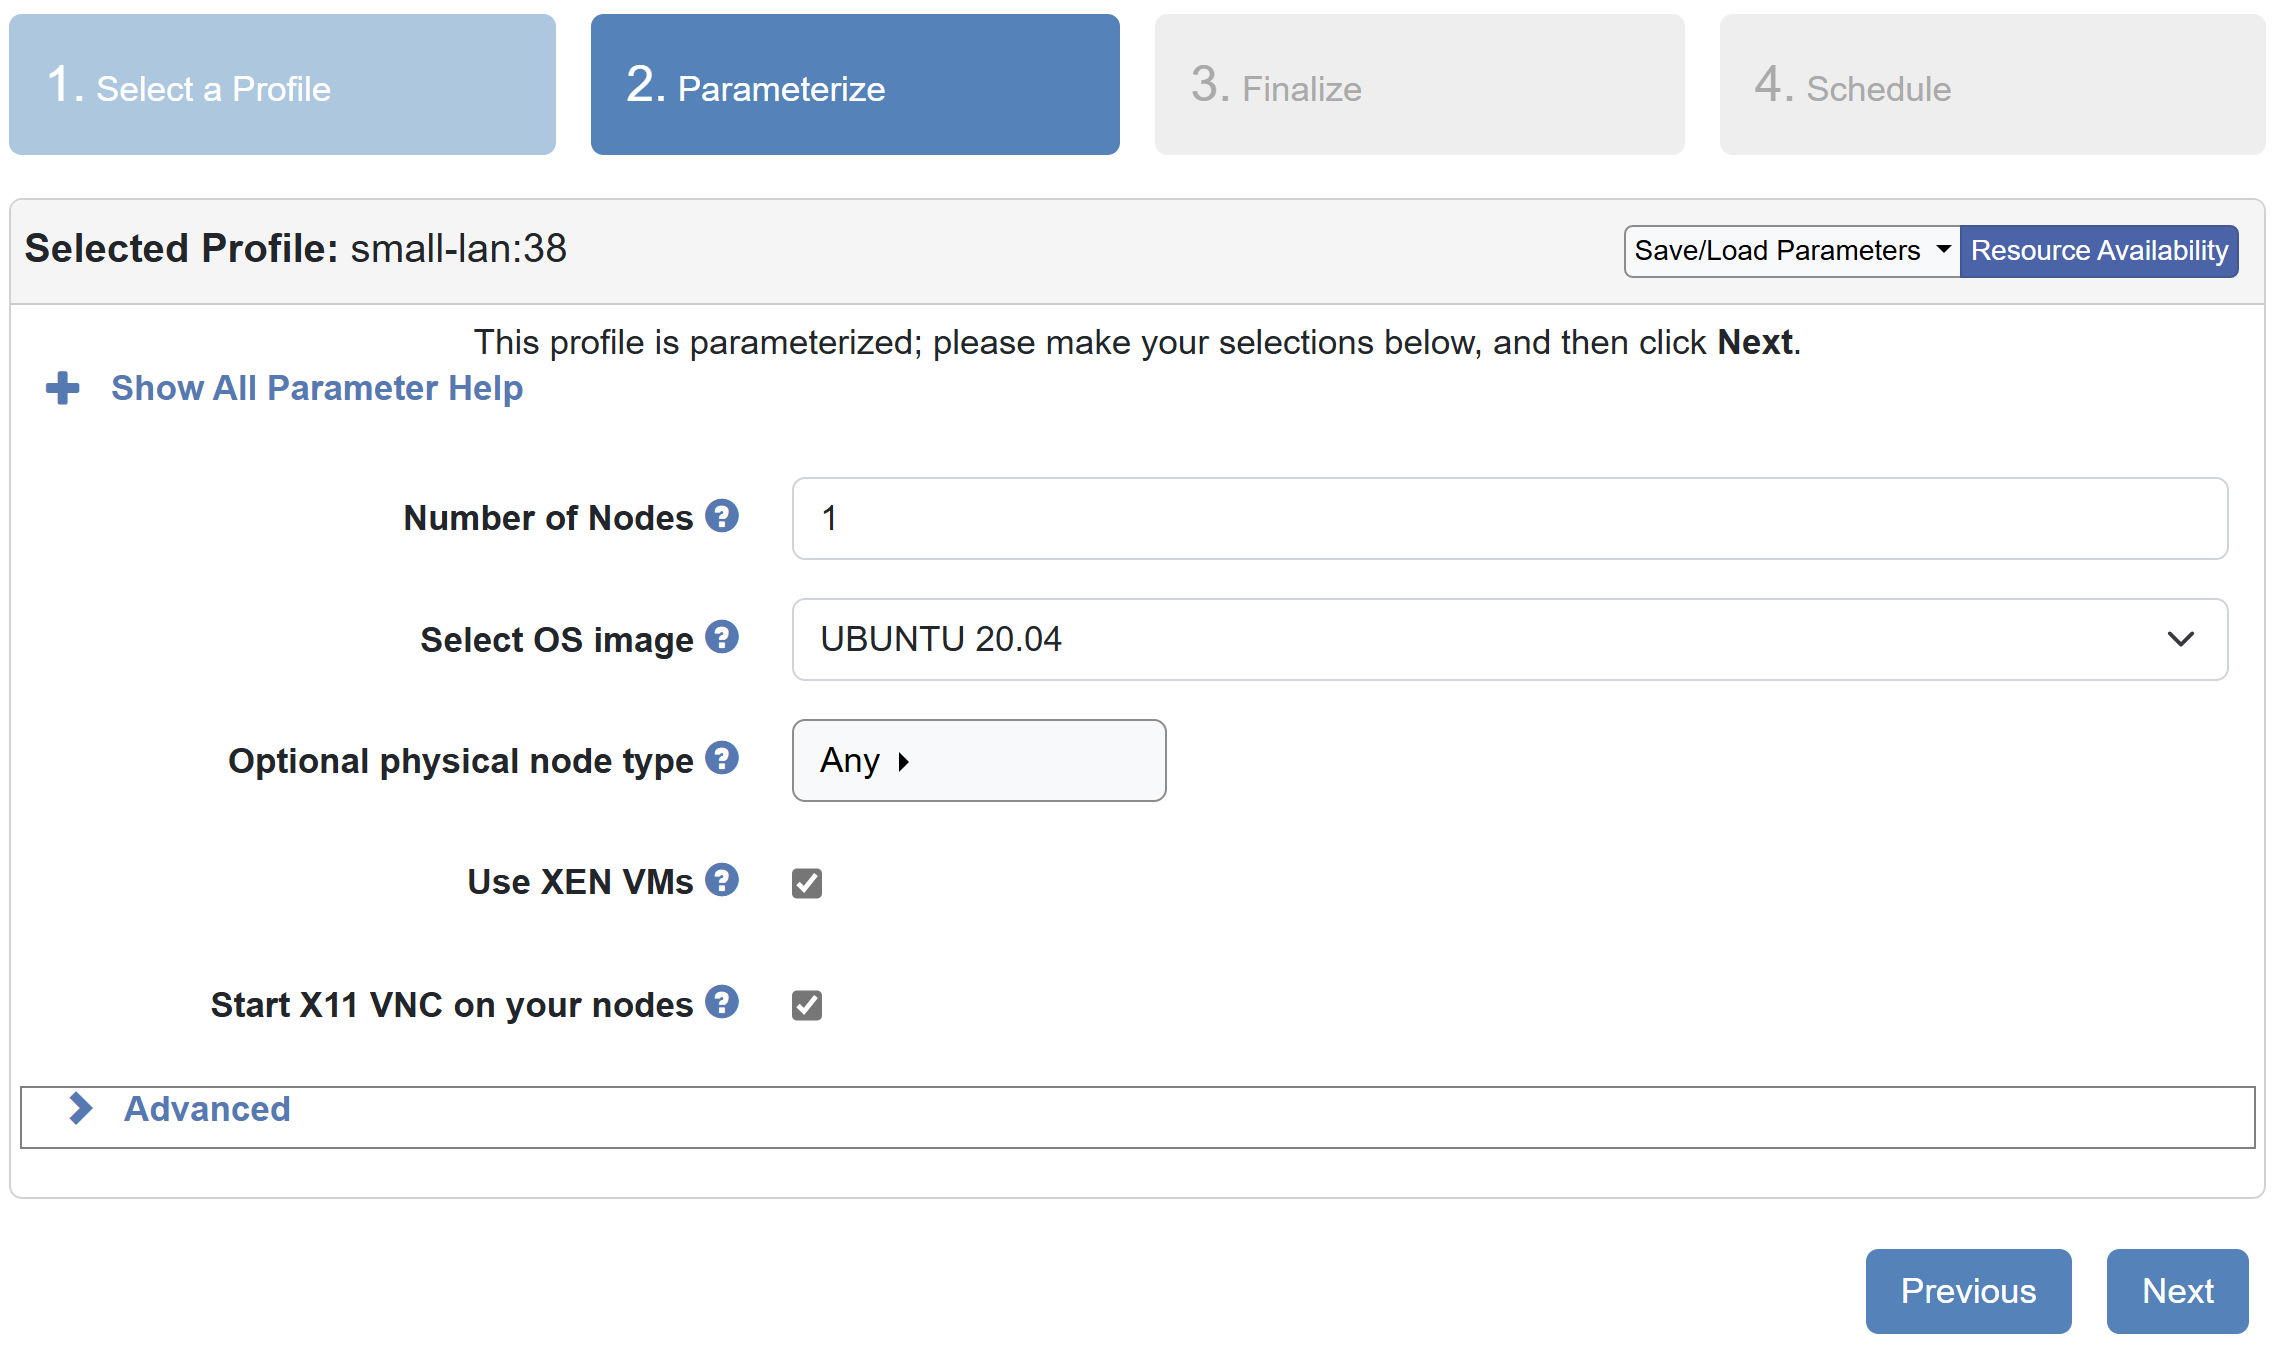 1. Select a Profile
2. Parameterize
3. Finalize
4. Schedule
Selected Profile: small-lan:38
Save/Load Parameters
Resource Availability
This profile is parameterized; please make your selections below, and then click Next.
Show All Parameter Help
Number of Nodes
1
Select OS image
UBUNTU 20.04
Optional physical node type
Any
Use XEN VMs
Start X11 VNC on your nodes
Advanced
Previous
Next